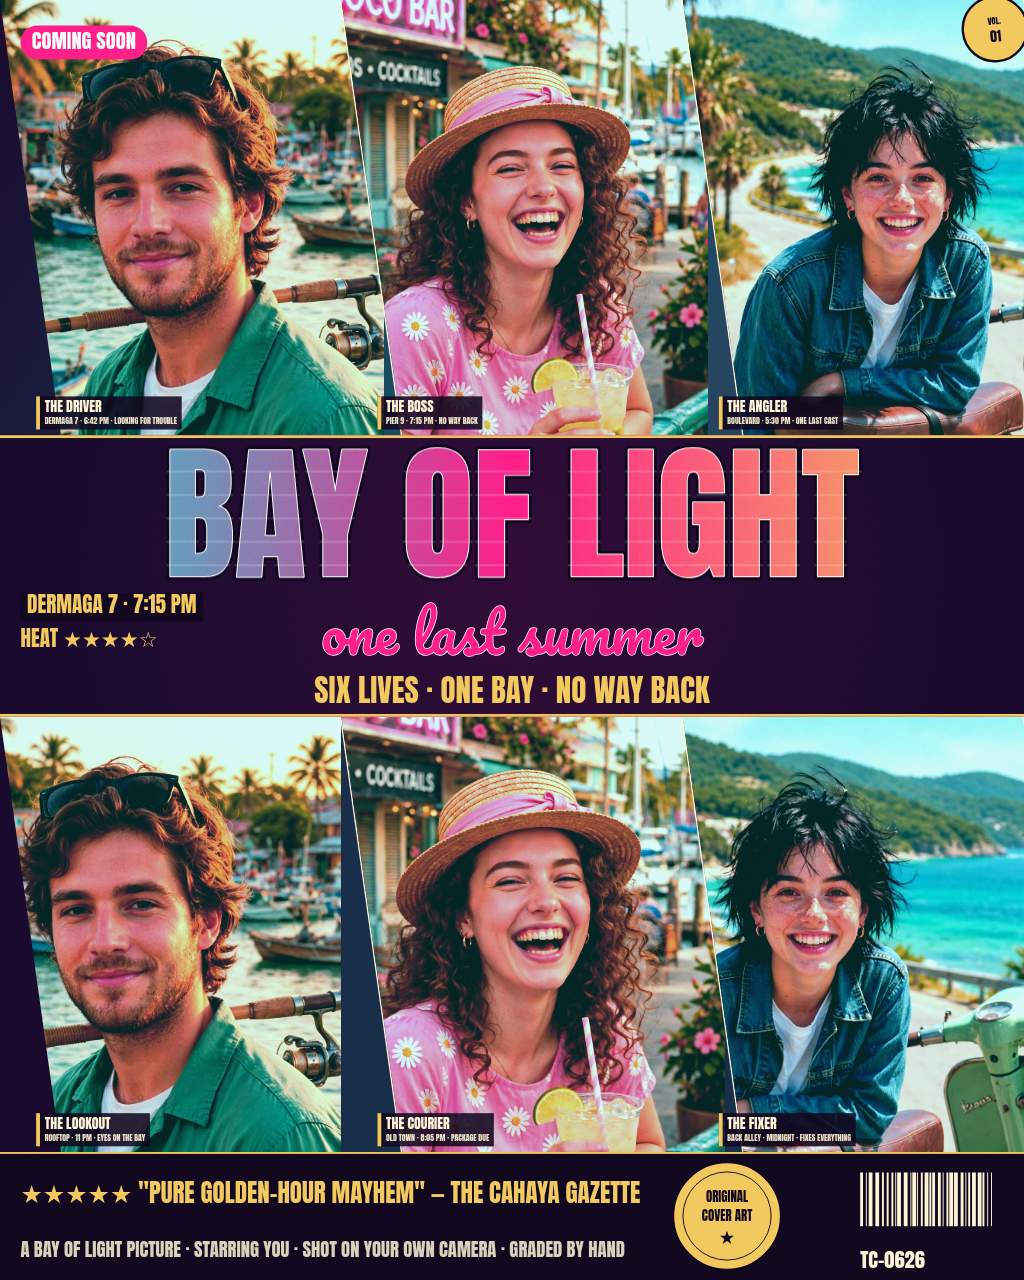 COMING SOON
VOL.
01
OCO BAR
S • COCKTAILS
THE DRIVER
DERMAGA 7 · 6:42 PM · LOOKING FOR TROUBLE
THE BOSS
PIER 9 · 7:15 PM · NO WAY BACK
THE ANGLER
BOULEVARD · 5:30 PM · ONE LAST CAST
BAY OF LIGHT
DERMAGA 7 · 7:15 PM
HEAT ★★★★☆
one last summer
SIX LIVES · ONE BAY · NO WAY BACK
BAR
• COCKTAILS
THE LOOKOUT
ROOFTOP · 11 PM · EYES ON THE BAY
THE COURIER
OLD TOWN · 8:05 PM · PACKAGE DUE
THE FIXER
BACK ALLEY · MIDNIGHT · FIXES EVERYTHING
★★★★★ "PURE GOLDEN-HOUR MAYHEM" – THE CAHAYA GAZETTE
ORIGINAL
COVER ART
★
A BAY OF LIGHT PICTURE · STARRING YOU · SHOT ON YOUR OWN CAMERA · GRADED BY HAND
TC-0626